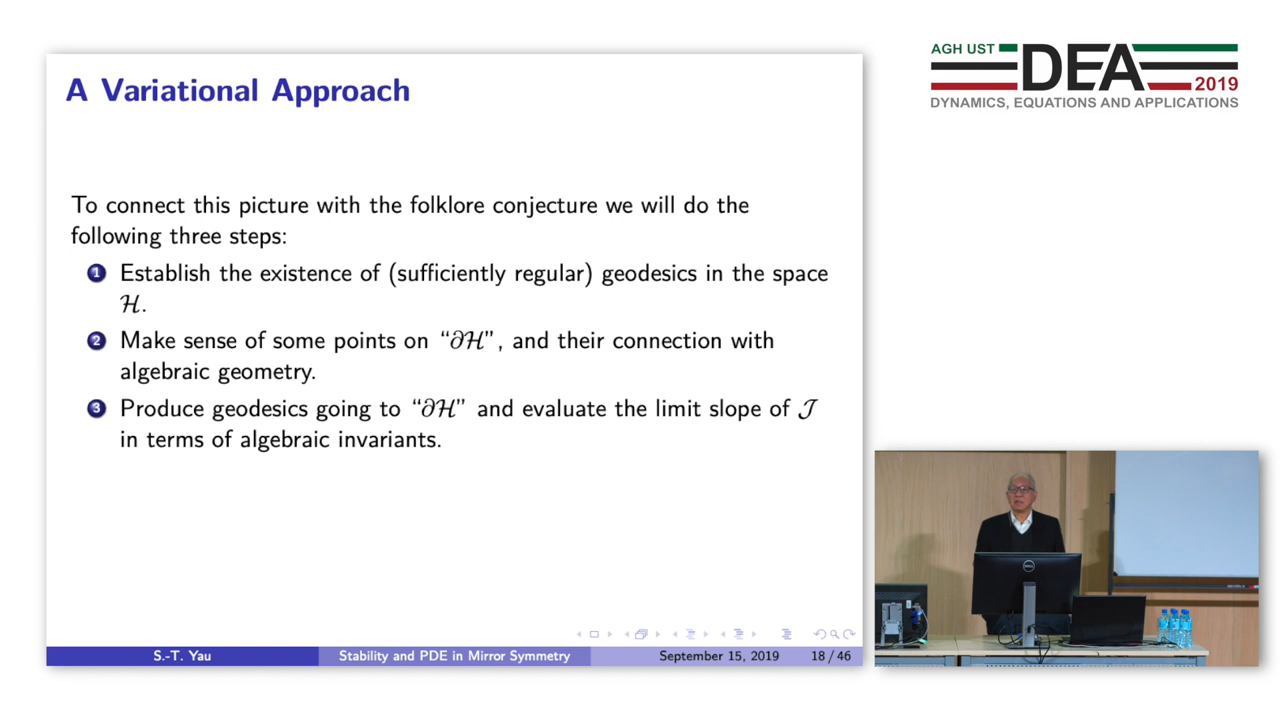 A Variational Approach
To connect this picture with the folklore conjecture we will do the
following three steps:
1 Establish the existence of (sufficiently regular) geodesics in the space
ℋ.
2 Make sense of some points on “∂ℋ”, and their connection with
algebraic geometry.
3 Produce geodesics going to “∂ℋ” and evaluate the limit slope of 𝒥
in terms of algebraic invariants.
S.-T. Yau Stability and PDE in Mirror Symmetry September 15, 2019 18 / 46
AGH UST
DEA
2019
DYNAMICS, EQUATIONS AND APPLICATIONS
DELL